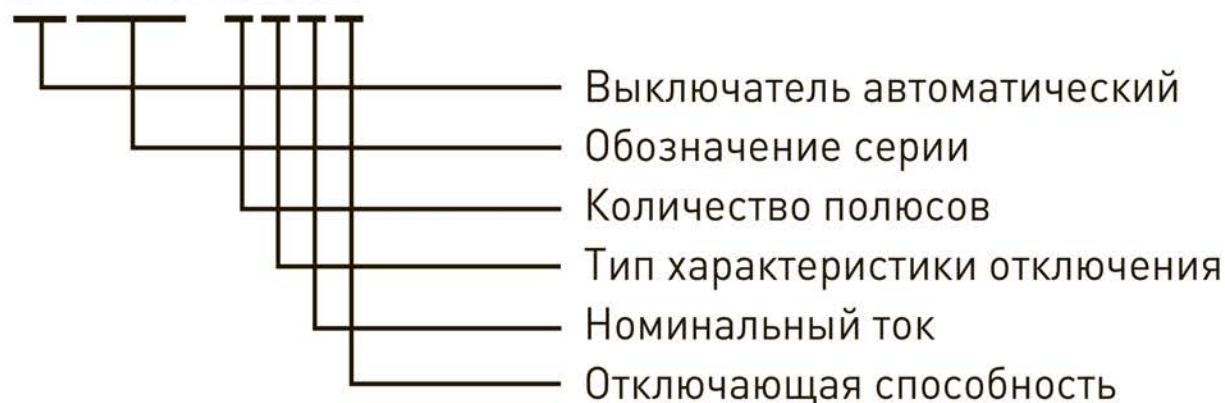 Выключатель автоматический
Обозначение серии
Количество полюсов
Тип характеристики отключения
Номинальный ток
Отключающая способность